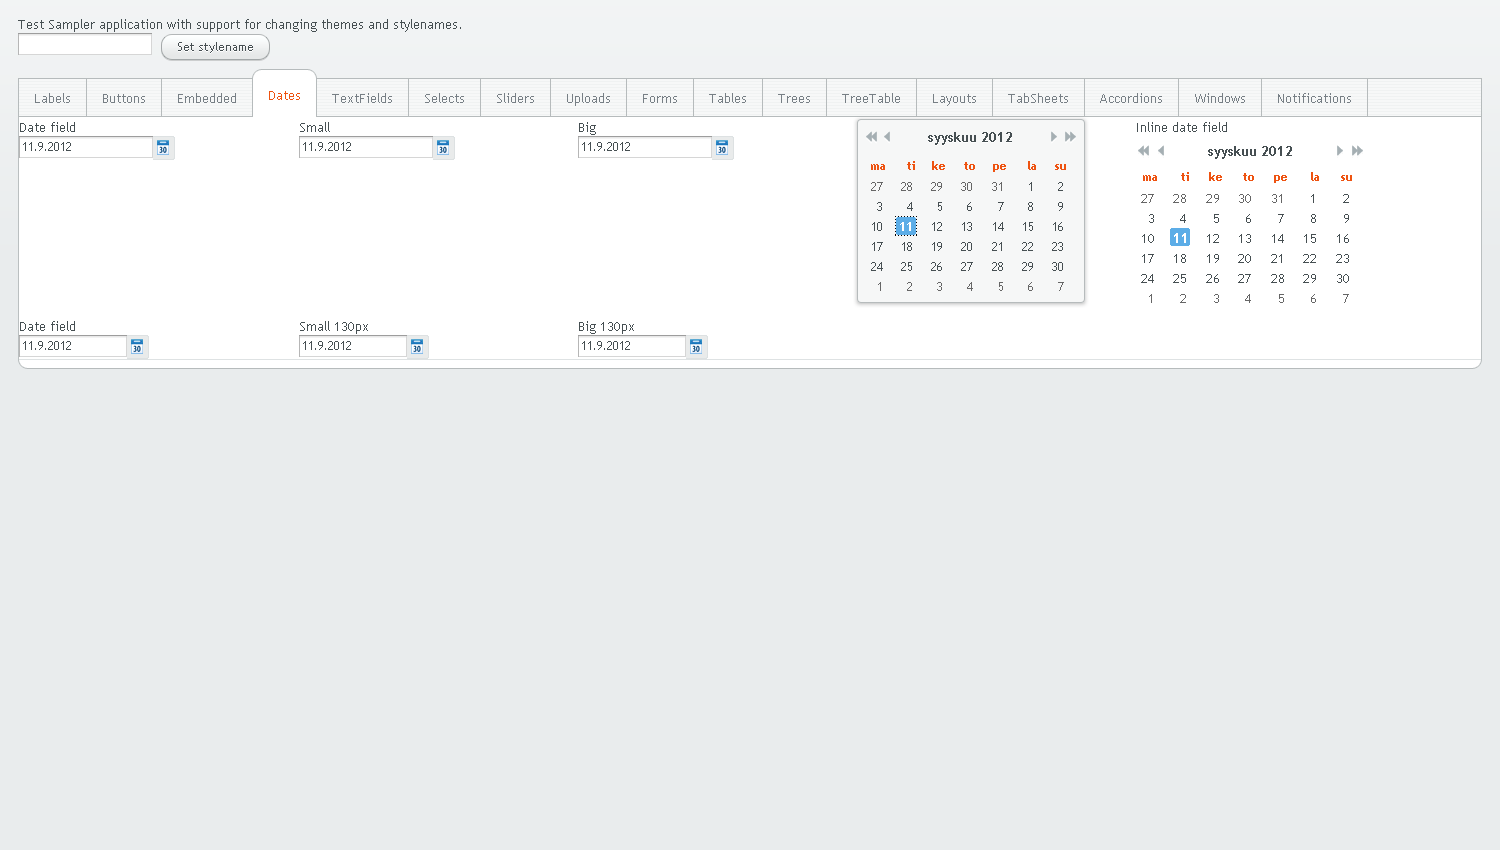 Test Sampler application with support for changing themes and stylenames.
Set stylename
Labels Buttons Embedded Dates TextFields Selects Sliders Uploads Forms Tables Trees TreeTable Layouts TabSheets Accordions Windows Notifications
Date field
11.9.2012
30
Small
11.9.2012
30
Big
11.9.2012
30
syyskuu 2012
ma ti ke to pe la su
27 28 29 30 31 1 2
3 4 5 6 7 8 9
10 11 12 13 14 15 16
17 18 19 20 21 22 23
24 25 26 27 28 29 30
1 2 3 4 5 6 7
Inline date field
syyskuu 2012
ma ti ke to pe la su
27 28 29 30 31 1 2
3 4 5 6 7 8 9
10 11 12 13 14 15 16
17 18 19 20 21 22 23
24 25 26 27 28 29 30
1 2 3 4 5 6 7
Date field
11.9.2012
30
Small 130px
11.9.2012
30
Big 130px
11.9.2012
30